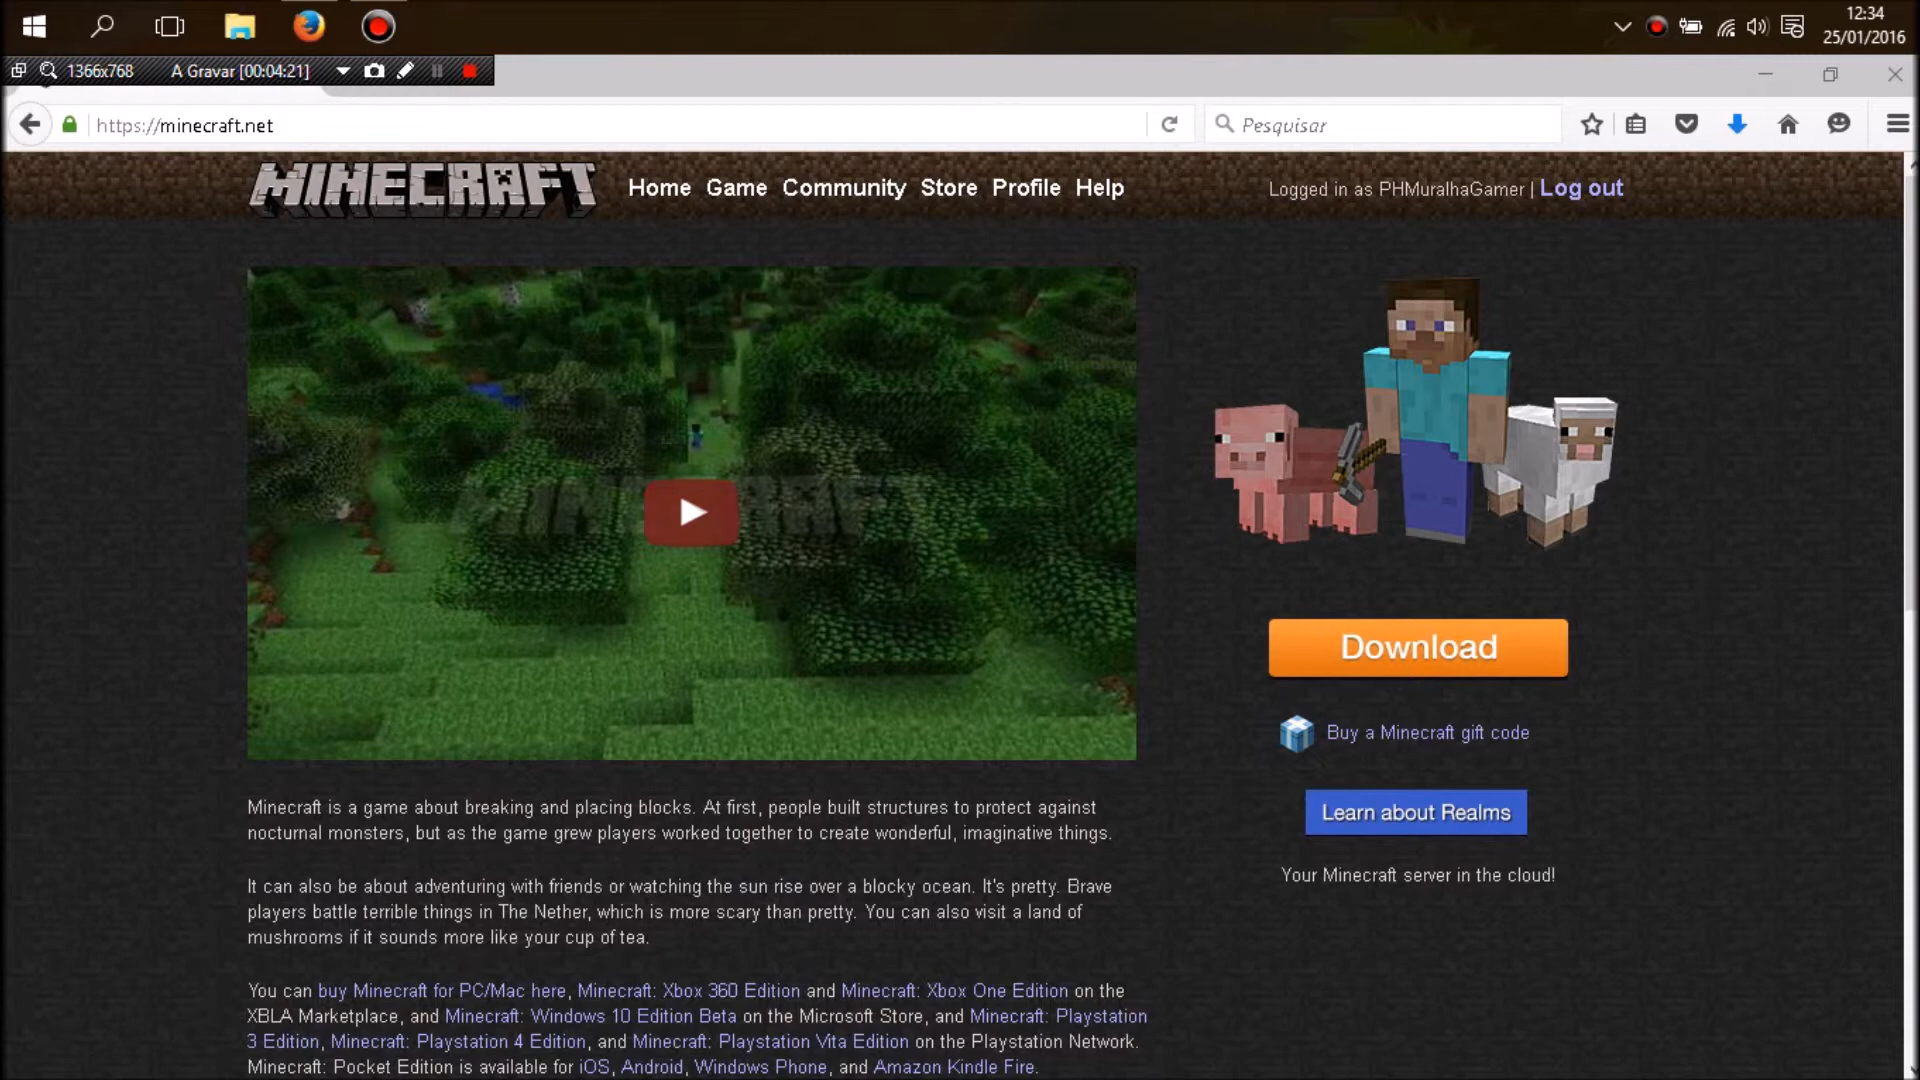 12:34
25/01/2016
1366x768 A Gravar [00:04:21]
https://minecraft.net
Pesquisar
MINECRAFT
Home Game Community Store Profile Help
Logged in as PHMuralhaGamer | Log out
MINECRAFT
Download
Buy a Minecraft gift code
Learn about Realms
Your Minecraft server in the cloud!
Minecraft is a game about breaking and placing blocks. At first, people built structures to protect against
nocturnal monsters, but as the game grew players worked together to create wonderful, imaginative things.
It can also be about adventuring with friends or watching the sun rise over a blocky ocean. It's pretty. Brave
players battle terrible things in The Nether, which is more scary than pretty. You can also visit a land of
mushrooms if it sounds more like your cup of tea.
You can buy Minecraft for PC/Mac here, Minecraft: Xbox 360 Edition and Minecraft: Xbox One Edition on the
XBLA Marketplace, and Minecraft: Windows 10 Edition Beta on the Microsoft Store, and Minecraft: Playstation
3 Edition, Minecraft: Playstation 4 Edition, and Minecraft: Playstation Vita Edition on the Playstation Network.
Minecraft: Pocket Edition is available for iOS, Android, Windows Phone, and Amazon Kindle Fire.